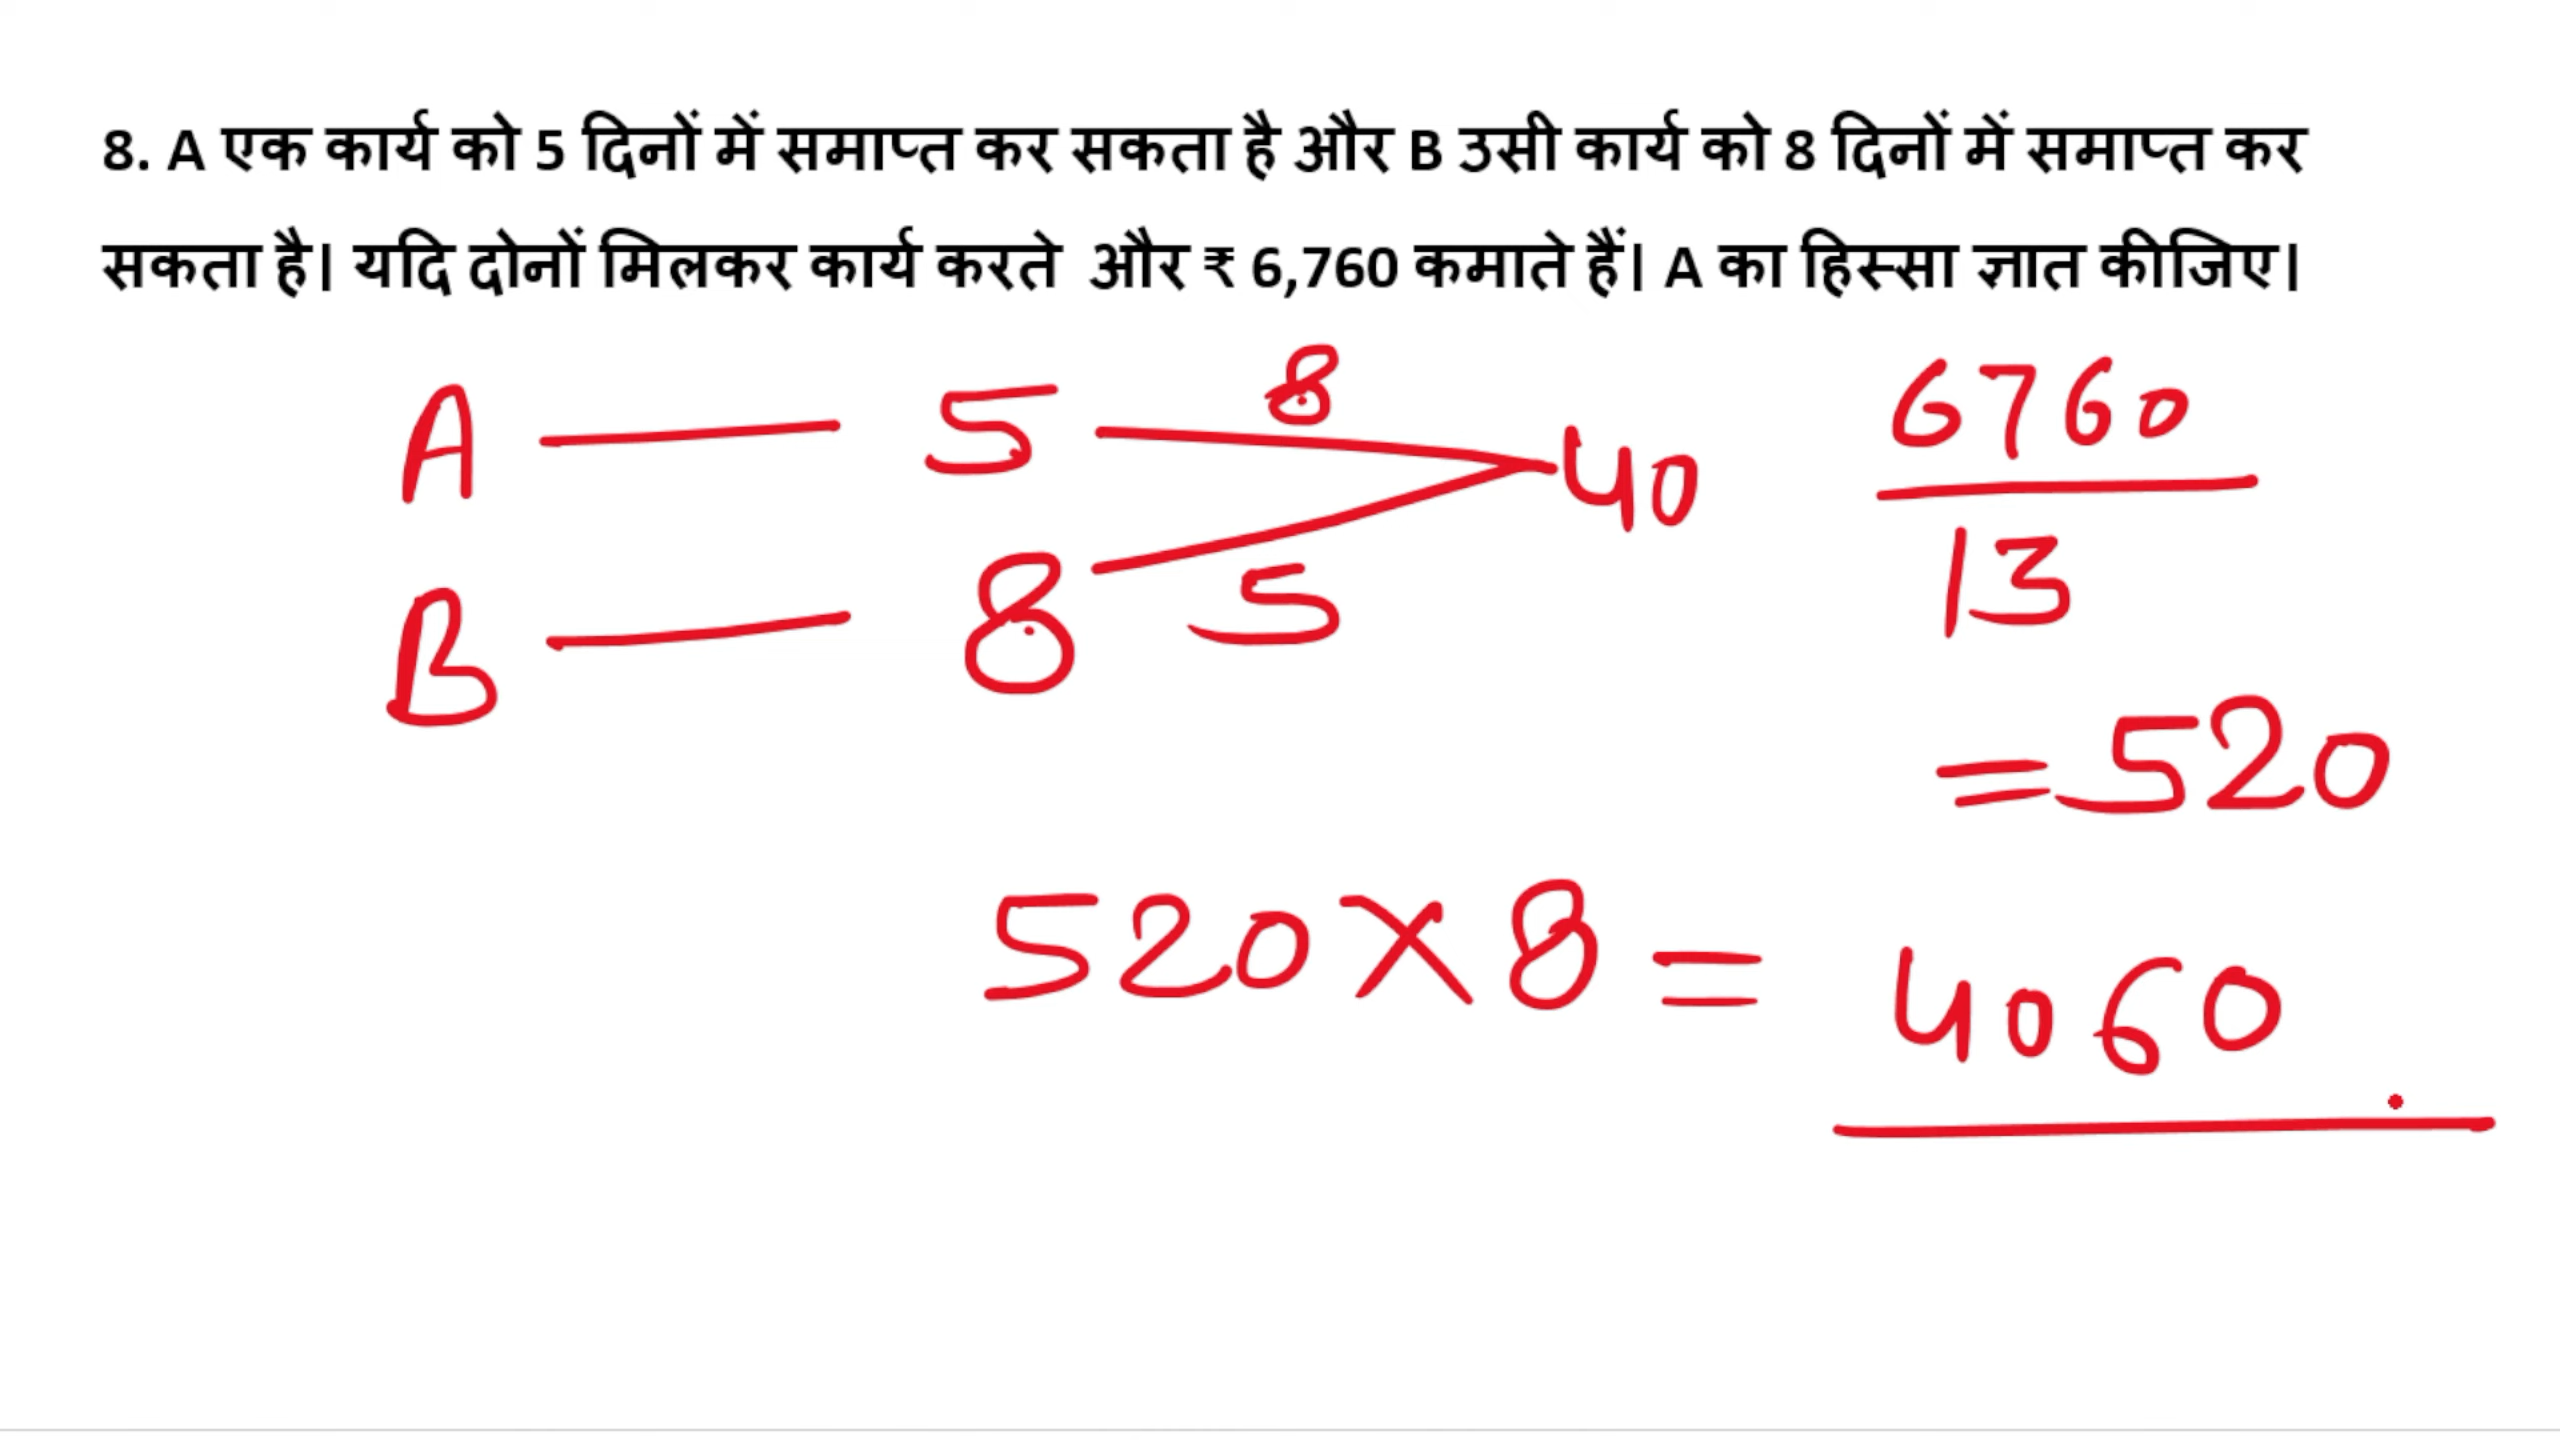 8. A एक कार्य को 5 दिनों में समाप्त कर सकता है और B उसी कार्य को 8 दिनों में समाप्त कर
सकता है। यदि दोनों मिलकर कार्य करते और ₹ 6,760 कमाते हैं। A का हिस्सा ज्ञात कीजिए।
A — 5 8 40
B — 8 5
6760
13
= 520
520 × 8 = 4060